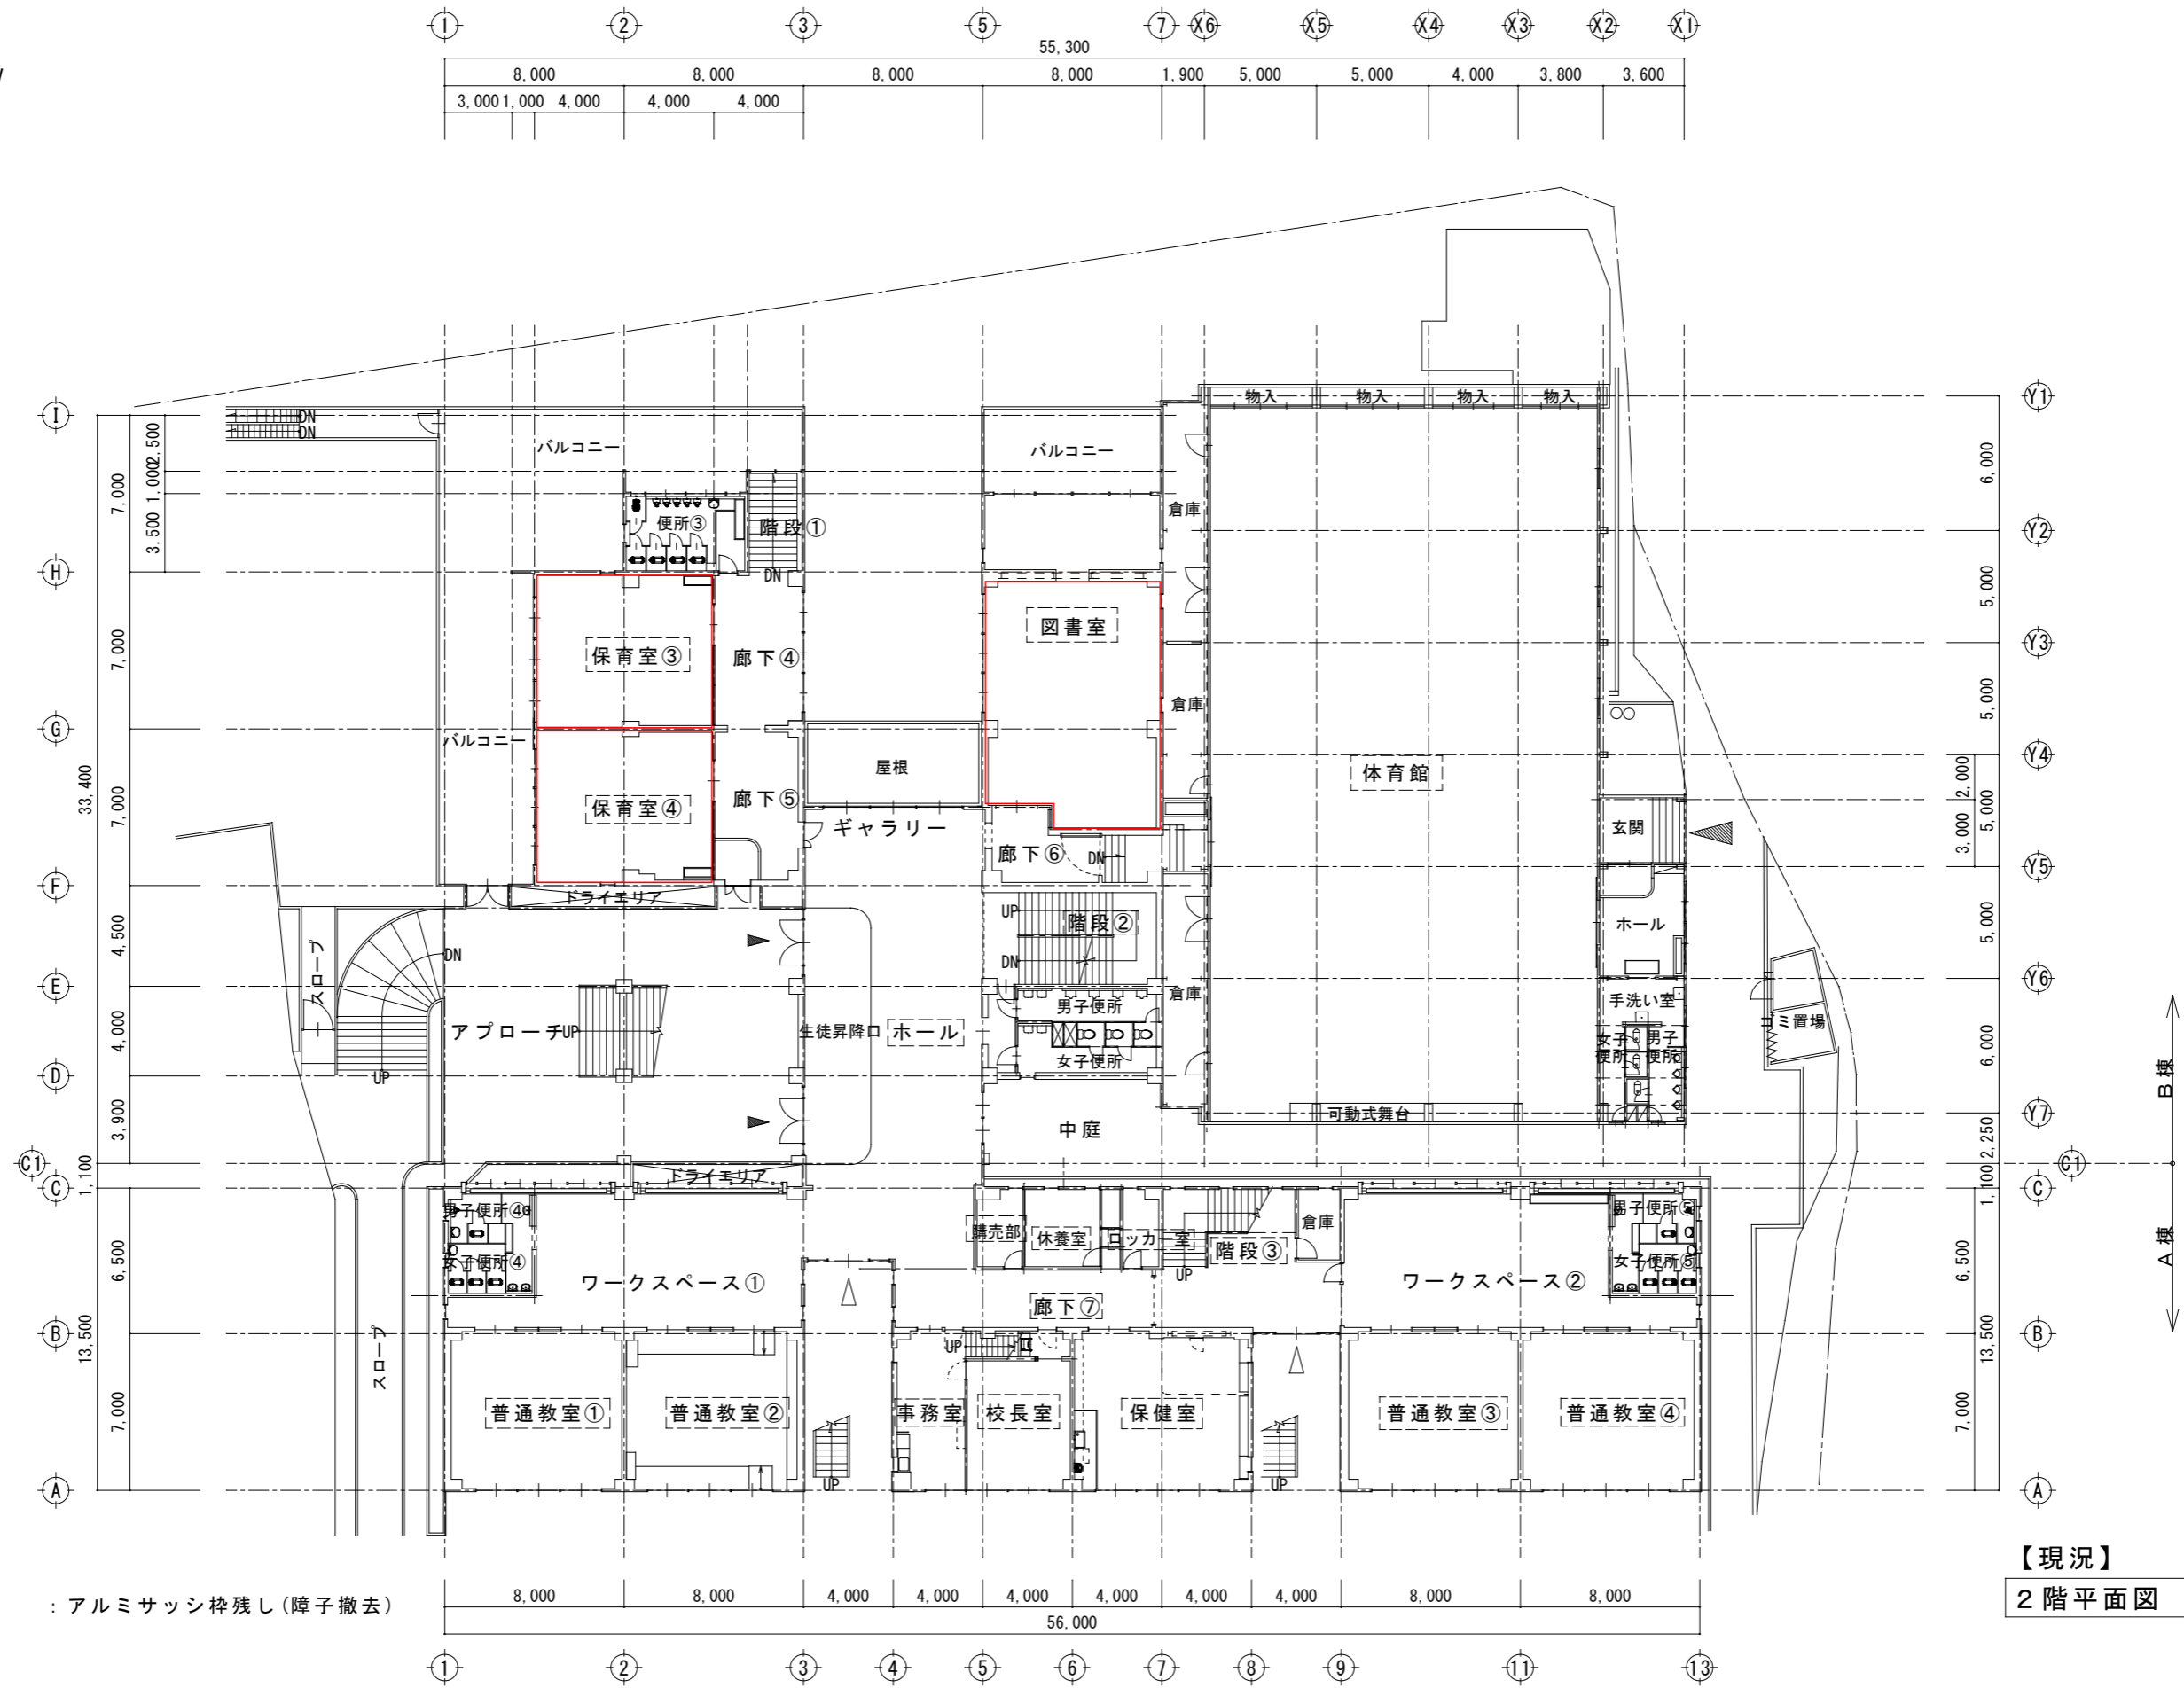 1 2 3 5 7 X6 X5 X4 X3 X2 X1
55,300
8,000 8,000 8,000 8,000 1,900 5,000 5,000 4,000 3,800 3,600
3,000 1,000 4,000 4,000 4,000
I
H
G
F
E
D
C1
C
B
A
7,000
7,000
7,000
4,500
4,000
3,900
33,400
1,100
6,500
7,000
13,500
2,500
1,000
3,500
DN
DN
バルコニー
バルコニー
物入 物入 物入 物入
便所③
階段①
DN
倉庫
図書室
保育室③
廊下④
倉庫
バルコニー
屋根
体育館
保育室④
廊下⑤
ギャラリー
廊下⑥
DN
玄関
ドライエリア
UP
階段②
DN
ホール
スロープ
DN
UP
アプローチ
UP
生徒昇降口
ホール
男子便所
女子便所
倉庫
手洗い室
女子便所
男子便所
ゴミ置場
可動式舞台
中庭
ドライエリア
男子便所④
女子便所④
ワークスペース①
購売部
休養室
ロッカー室
階段③
倉庫
UP
廊下⑦
ワークスペース②
男子便所⑤
女子便所⑤
スロープ
UP
普通教室①
普通教室②
事務室
校長室
保健室
普通教室③
普通教室④
UP
UP
Y1
Y2
Y3
Y4
Y5
Y6
Y7
C1
C
B
A
6,000
5,000
5,000
5,000
5,000
6,000
2,250
1,100
6,500
7,000
13,500
2,000
3,000
B棟
A棟
【現況】
2階平面図
：アルミサッシ枠残し(障子撤去)
8,000 8,000 4,000 4,000 4,000 4,000 4,000 4,000 8,000 8,000
56,000
1 2 3 4 5 6 7 8 9 11 13